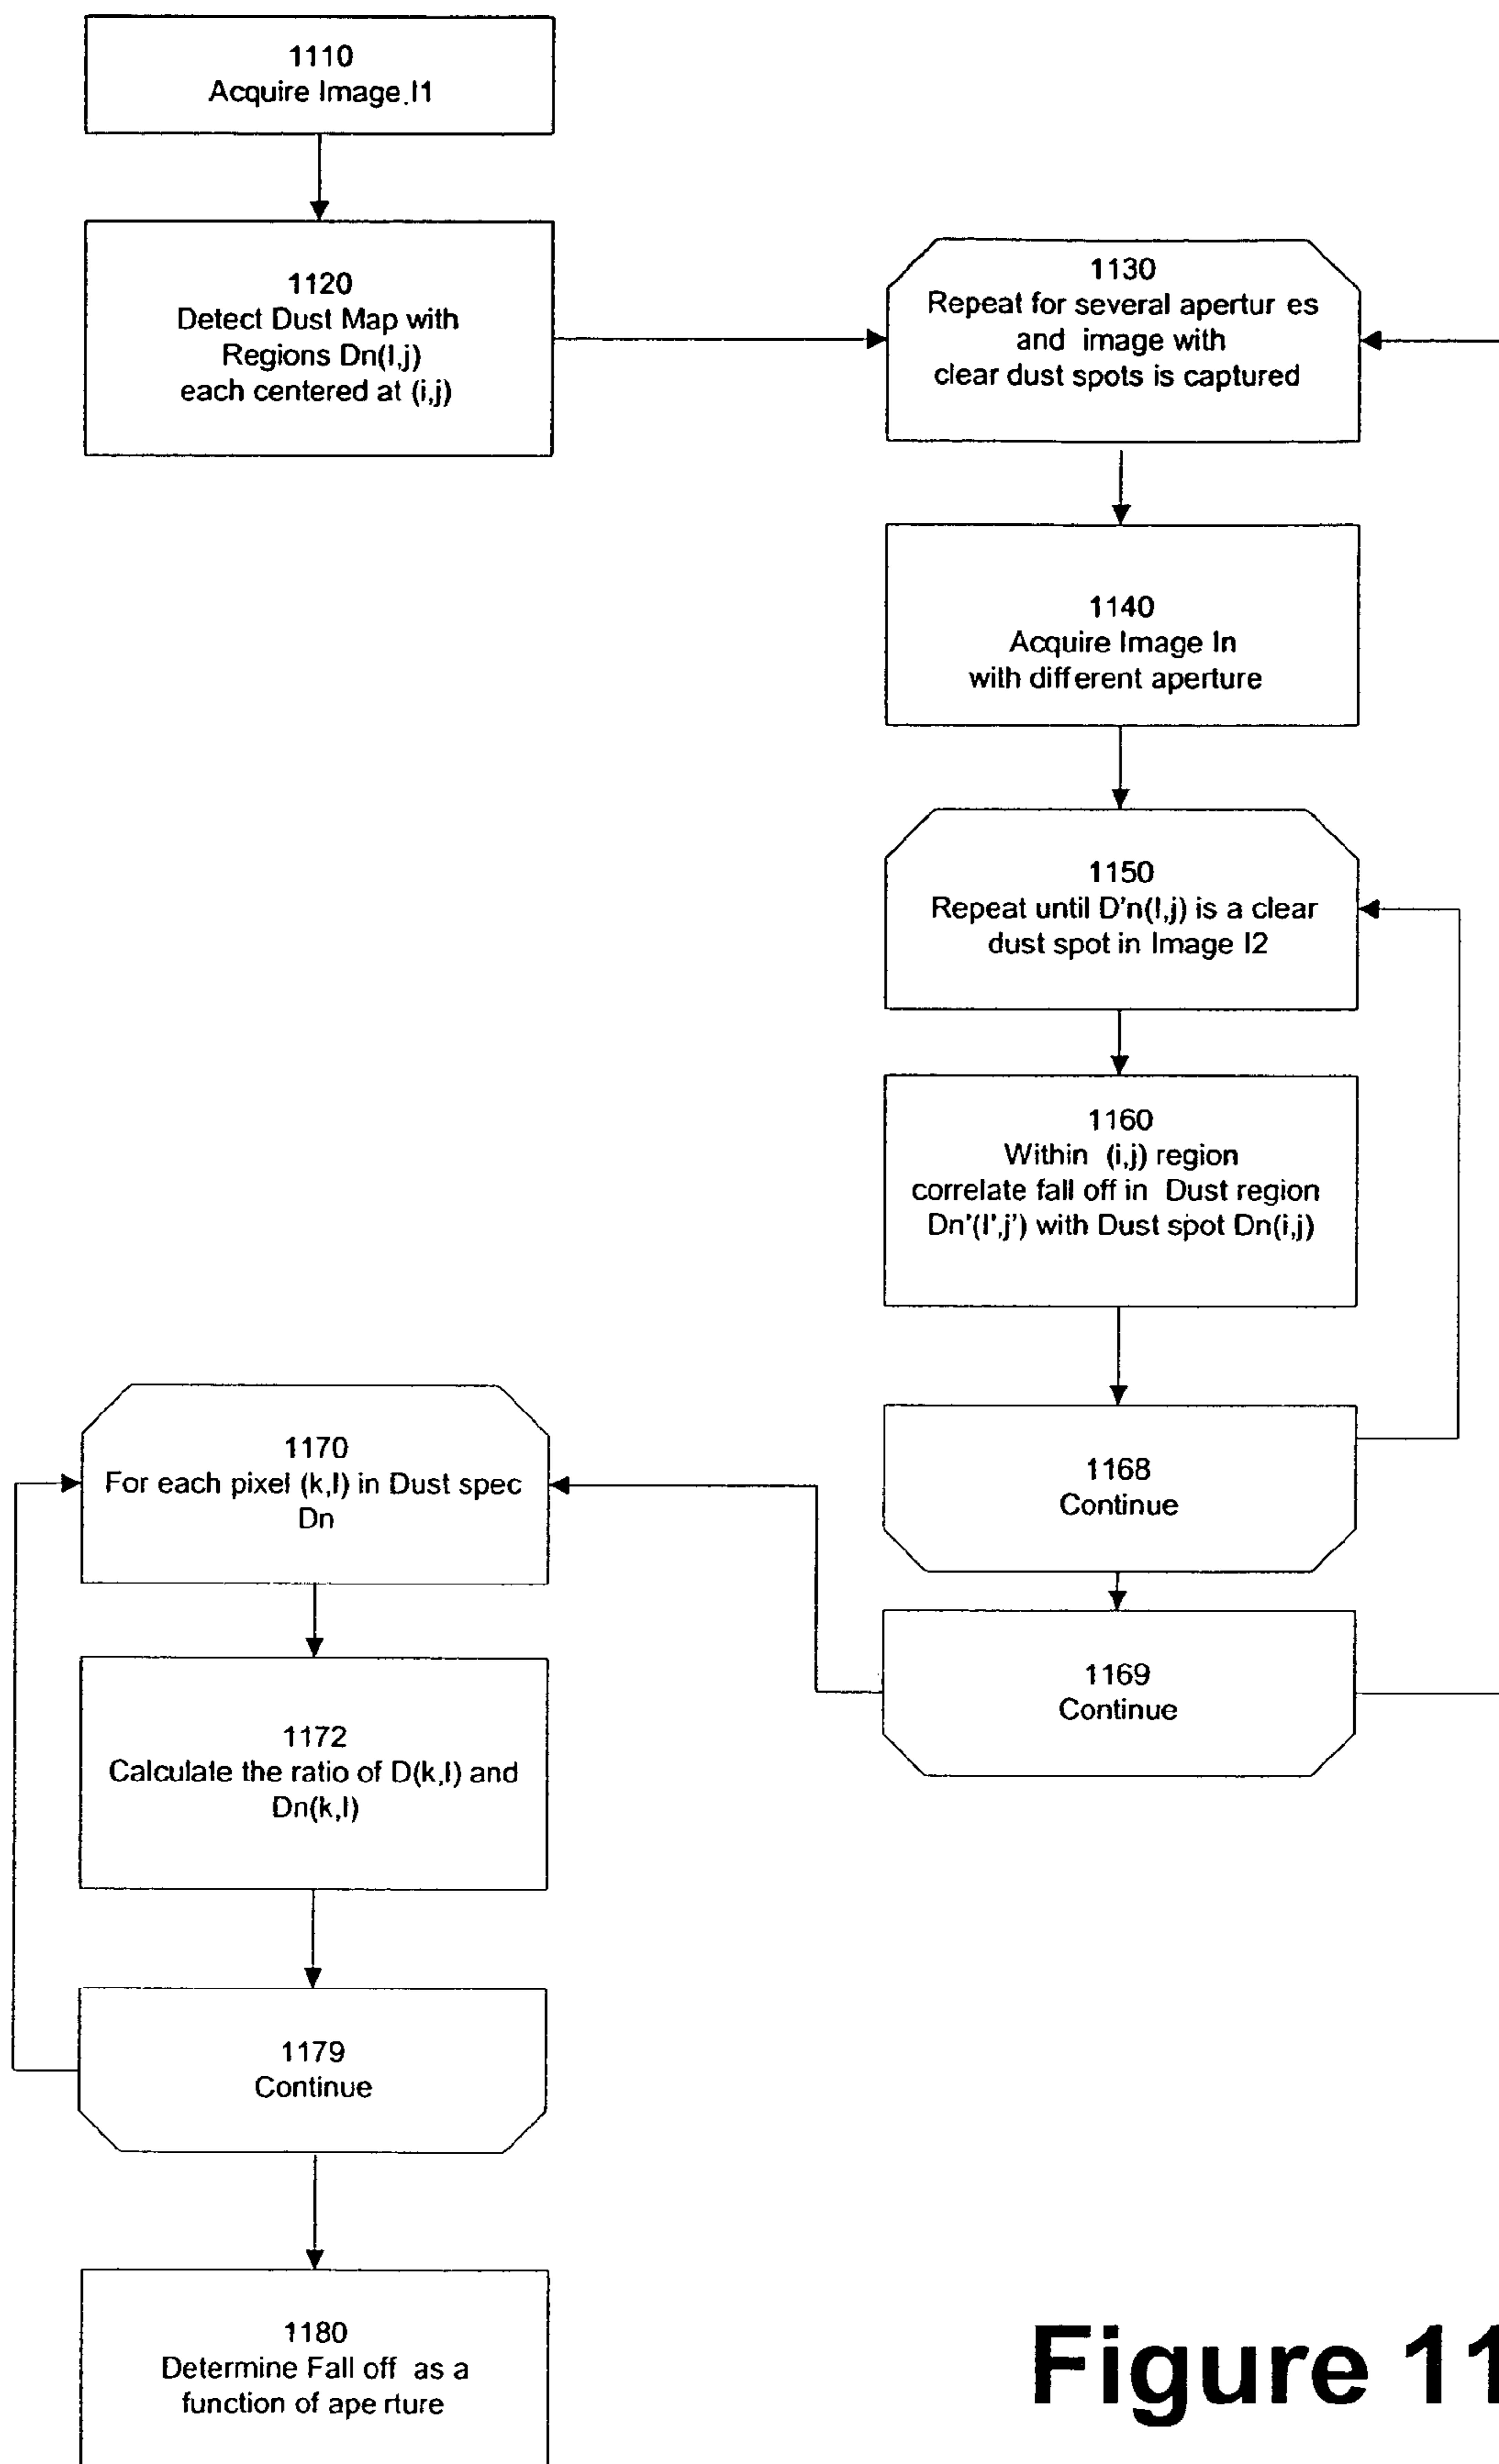 1110
Acquire Image.I1
1120
Detect Dust Map with
Regions Dn(I,j)
each centered at (i,j)
1130
Repeat for several apertur es
and image with
clear dust spots is captured
1140
Acquire Image In
with different aperture
1150
Repeat until D'n(I,j) is a clear
dust spot in Image I2
1160
Within (i,j) region
correlate fall off in Dust region
Dn'(I',j') with Dust spot Dn(i,j)
1168
Continue
1169
Continue
1170
For each pixel (k,l) in Dust spec
Dn
1172
Calculate the ratio of D(k,l) and
Dn(k,l)
1179
Continue
1180
Determine Fall off as a
function of ape rture
Figure 11